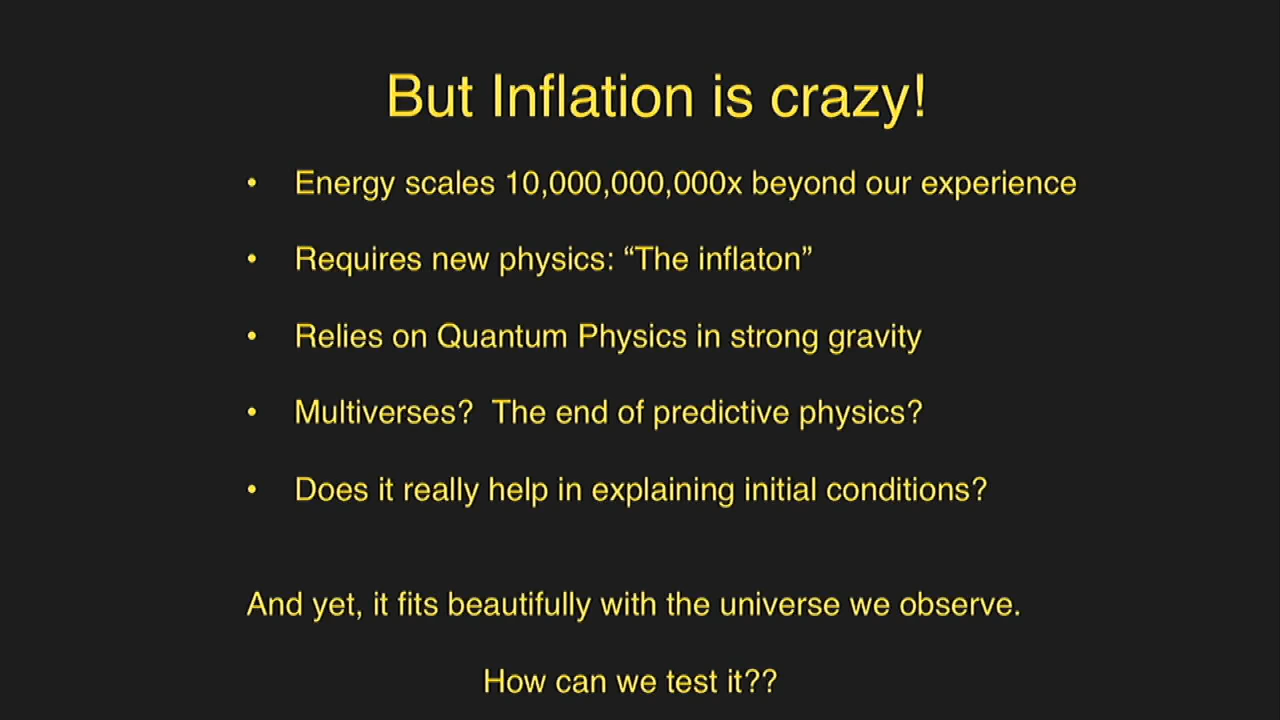 But Inflation is crazy!
• Energy scales 10,000,000,000x beyond our experience
• Requires new physics: “The inflaton”
• Relies on Quantum Physics in strong gravity
• Multiverses?  The end of predictive physics?
• Does it really help in explaining initial conditions?
And yet, it fits beautifully with the universe we observe.
How can we test it??